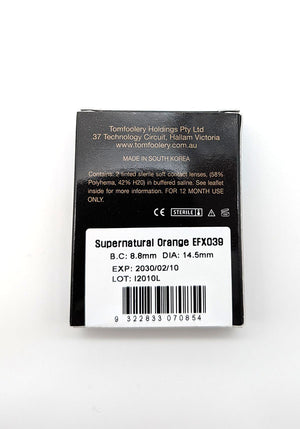 Tomfoolery Holdings Pty Ltd
37 Technology Circuit, Hallam Victoria
www.tomfoolery.com.au
MADE IN SOUTH KOREA
Contains: 2 tinted sterile soft contact lenses, (58%
Polyhema, 42% H20) in buffered saline. See leaflet
inside for more information. FOR 12 MONTH USE
ONLY.
CE STERILE
Supernatural Orange EFX039
B.C: 8.8mm DIA: 14.5mm
EXP: 2030/02/10
LOT: I2010L
9 322833 070854